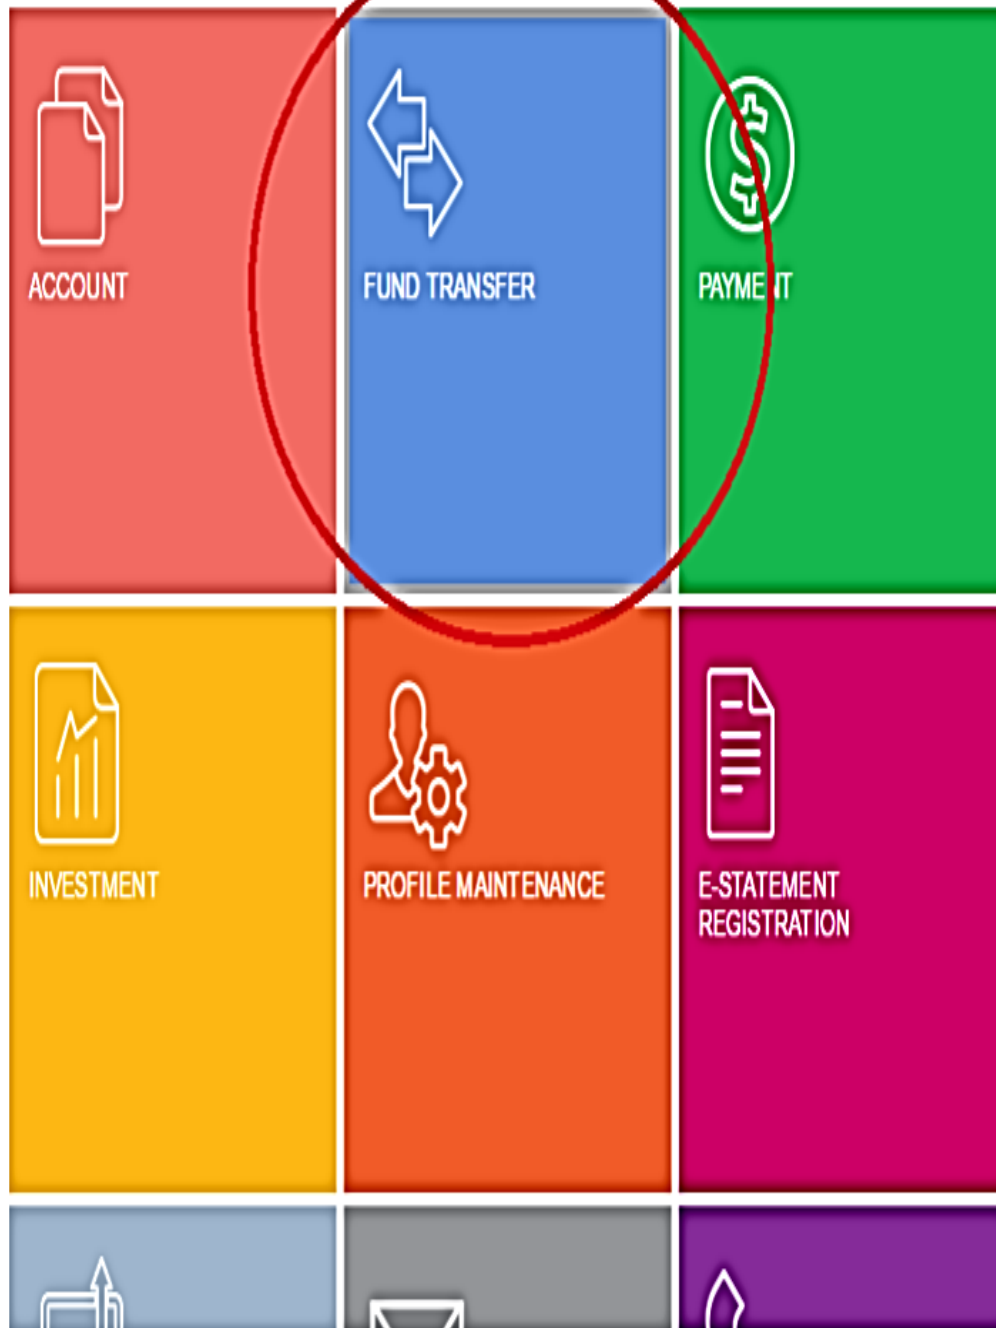 ACCOUNT
FUND TRANSFER
PAYMENT
INVESTMENT
PROFILE MAINTENANCE
E-STATEMENT
REGISTRATION